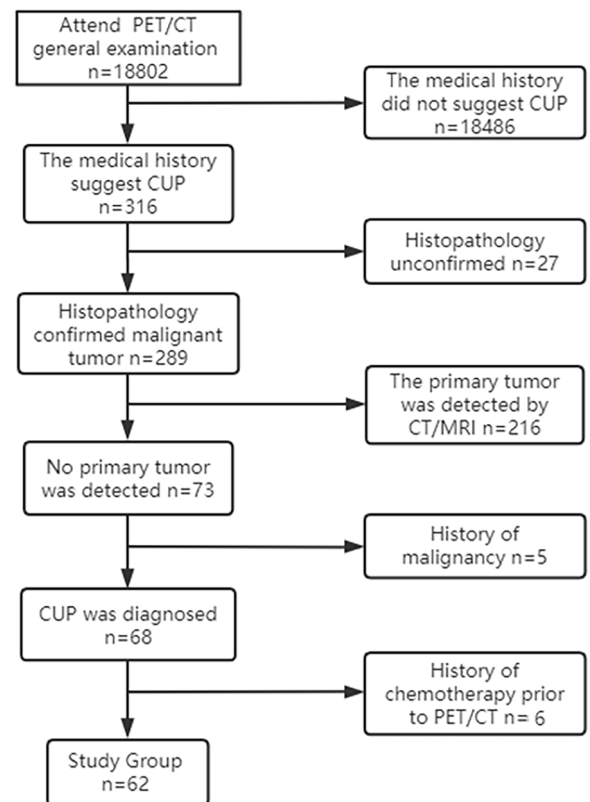 Attend PET/CT
general examination
n=18802
The medical history
did not suggest CUP
n=18486
The medical history
suggest CUP
n=316
Histopathology
unconfirmed n=27
Histopathology
confirmed malignant
tumor n=289
The primary tumor
was detected by
CT/MRI n=216
No primary tumor
was detected n=73
History of
malignancy n=5
CUP was diagnosed
n=68
History of
chemotherapy prior
to PET/CT n= 6
Study Group
n=62